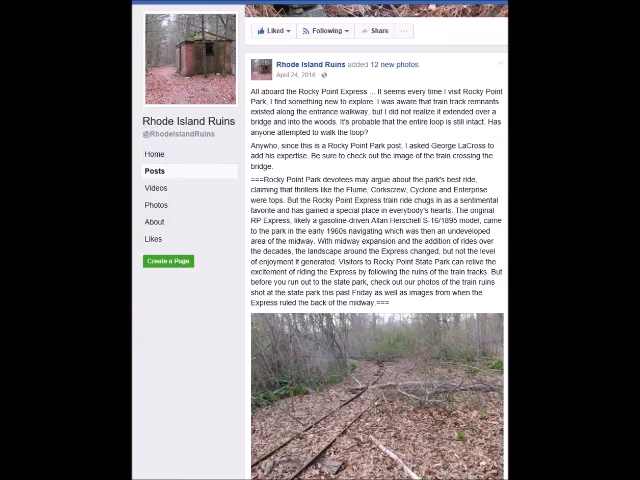 Liked
Following
Share
Rhode Island Ruins added 12 new photos
April 24, 2016
All aboard the Rocky Point Express ... It seems every time I visit Rocky Point
Park, I find something new to explore. I was aware that train track remnants
existed along the entrance walkway, but I did not realize it extended over a
bridge and into the woods. It's probable that the entire loop is still intact. Has
anyone attempted to walk the loop?
Anywho, since this is a Rocky Point Park post, I asked George LaCross to
add his expertise. Be sure to check out the image of the train crossing the
bridge.
===Rocky Point Park devotees may argue about the park's best ride,
claiming that thrillers like the Flume, Corkscrew, Cyclone and Enterprise
were tops. But the Rocky Point Express train ride chugs in as a sentimental
favorite and has gained a special place in everybody's hearts. The original
RP Express, likely a gasoline-driven Allan Herschell S-16/1895 model, came
to the park in the early 1960s navigating which was then an undeveloped
area of the midway. With midway expansion and the addition of rides over
the decades, the landscape around the Express changed, but not the level
of enjoyment it generated. Visitors to Rocky Point State Park can relive the
excitement of riding the Express by following the ruins of the train tracks. But
before you run out to the state park, check out our photos of the train ruins
shot at the state park this past Friday as well as images from when the
Express ruled the back of the midway.===
Rhode Island Ruins
@RhodeIslandRuins
Home
Posts
Videos
Photos
About
Likes
Create a Page